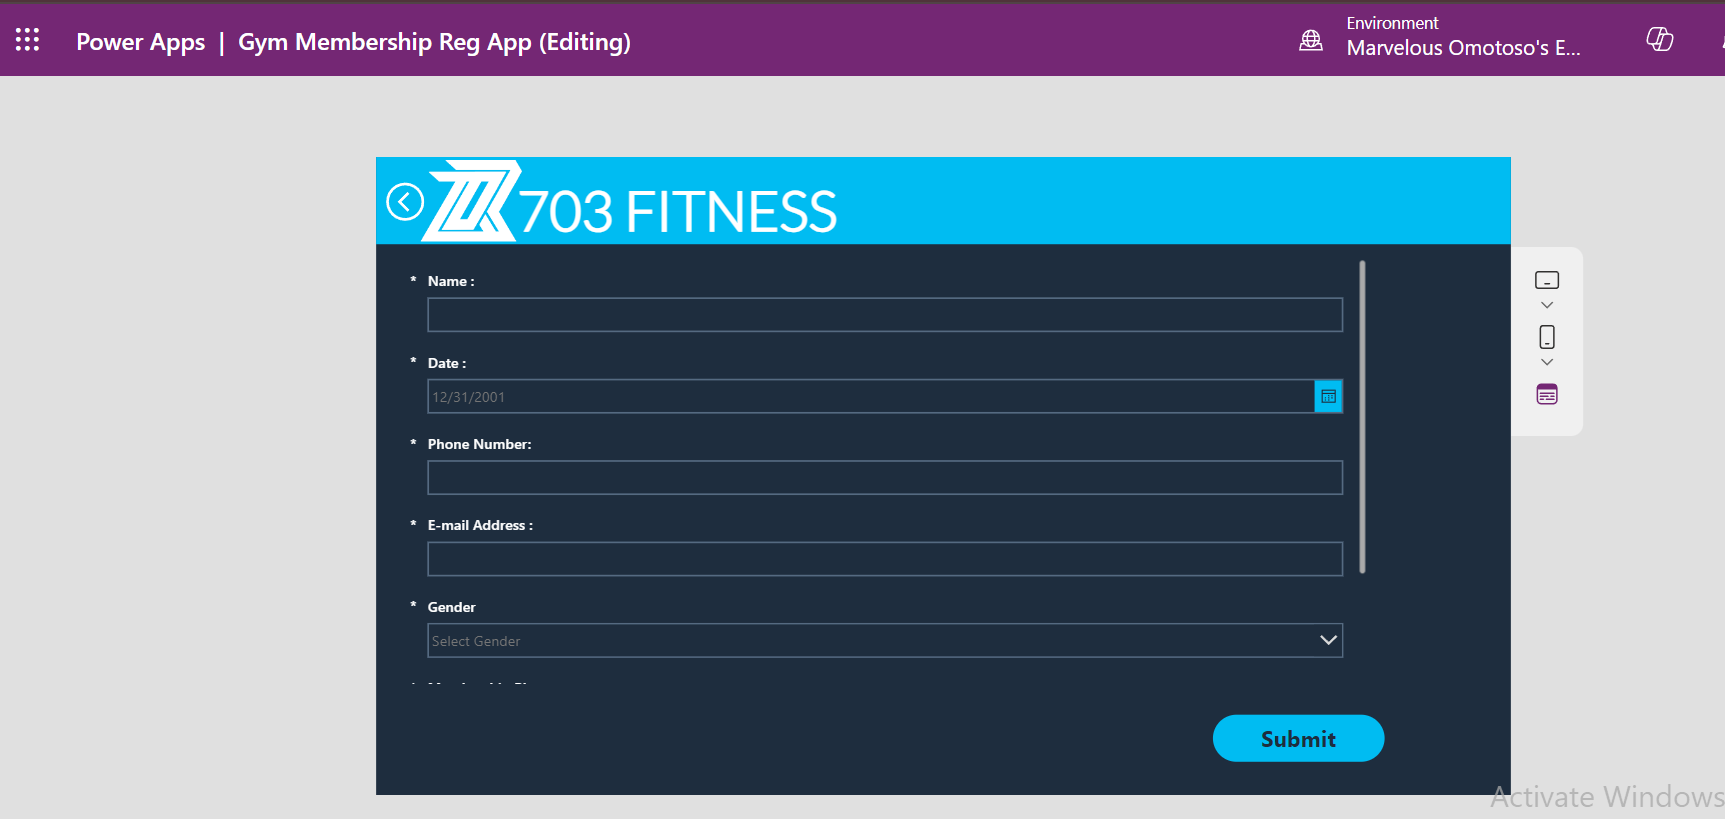 Power Apps | Gym Membership Reg App (Editing)
Environment
Marvelous Omotoso's E...
703 FITNESS
* Name :
* Date :
12/31/2001
* Phone Number:
* E-mail Address :
* Gender
Select Gender
Submit
Activate Windows